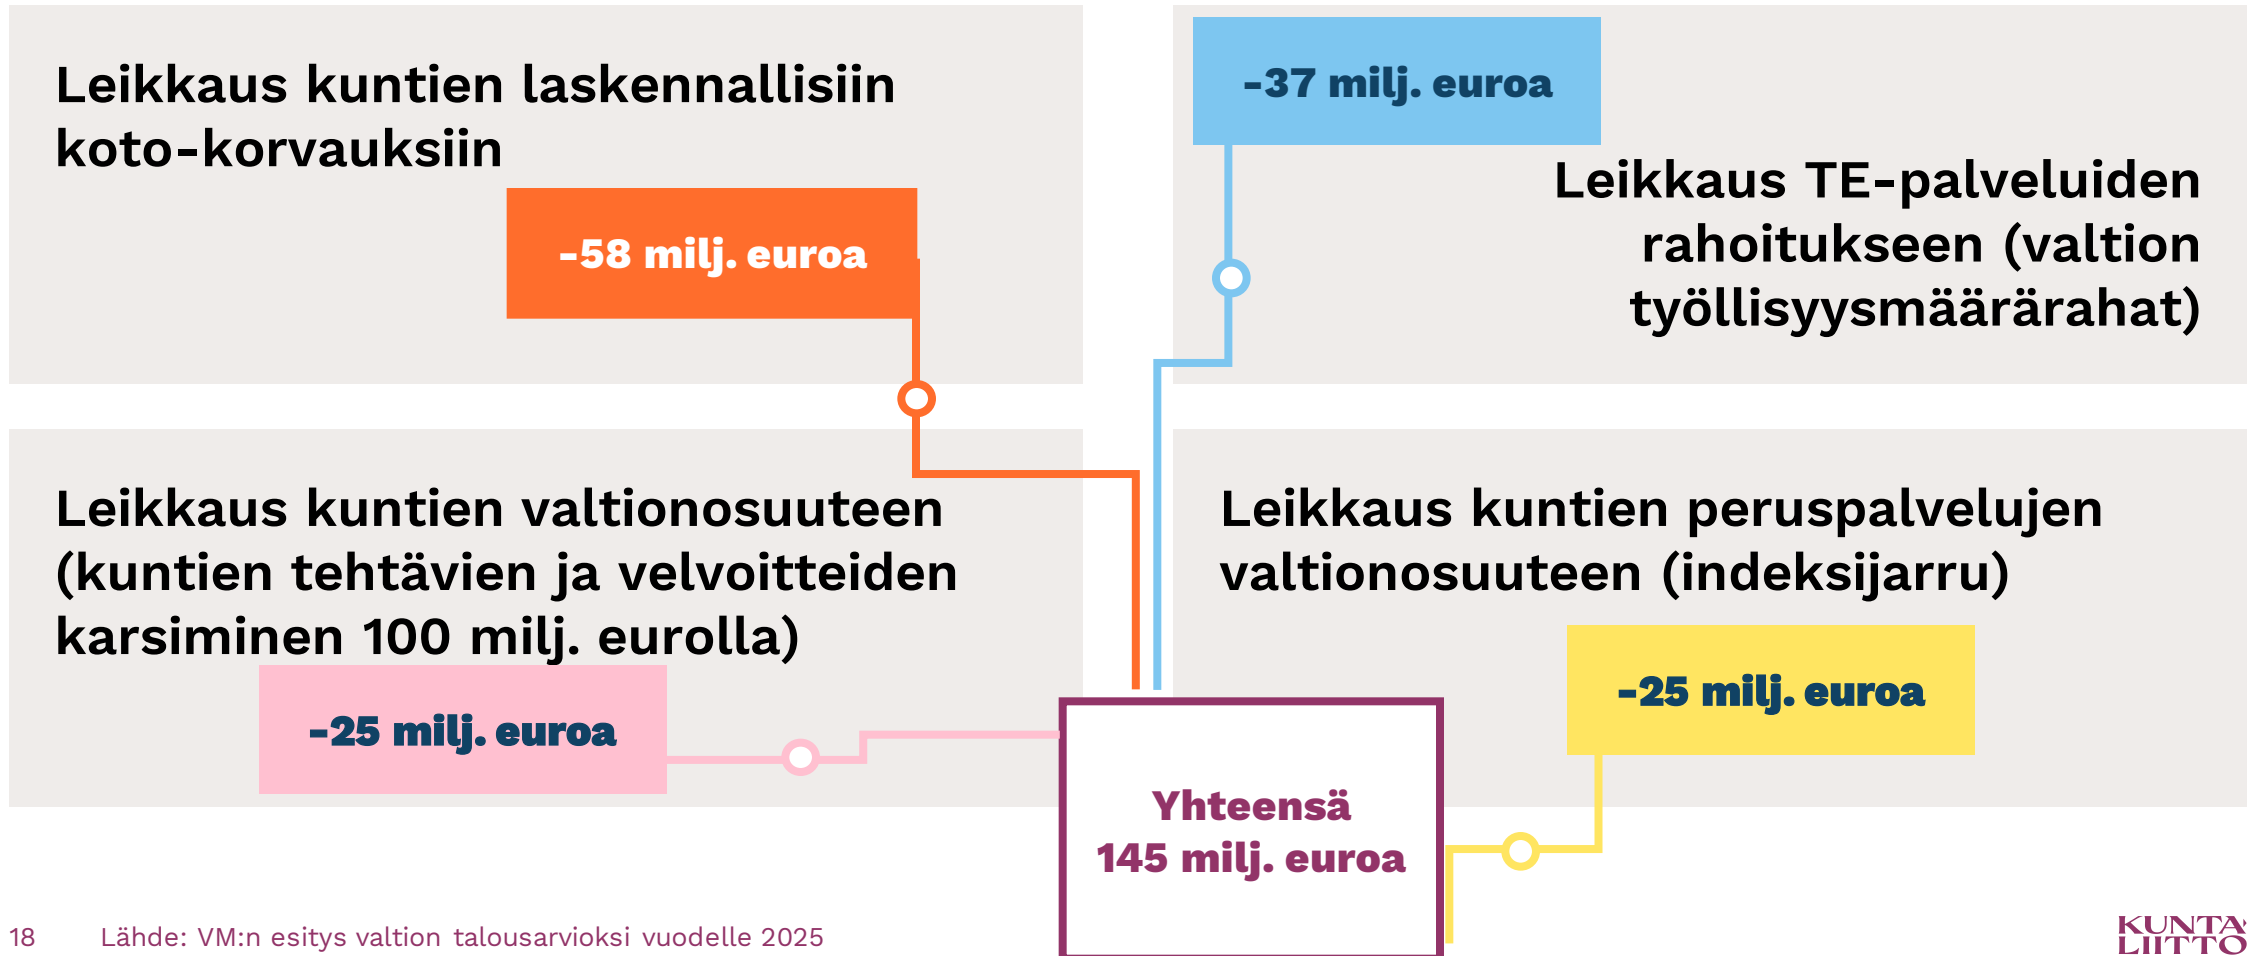 Leikkaus kuntien laskennallisiin
koto-korvauksiin
-58 milj. euroa
-37 milj. euroa
Leikkaus TE-palveluiden
rahoitukseen (valtion
työllisyysmäärärahat)
Leikkaus kuntien valtionosuuteen
(kuntien tehtävien ja velvoitteiden
karsiminen 100 milj. eurolla)
-25 milj. euroa
Leikkaus kuntien peruspalvelujen
valtionosuuteen (indeksijarru)
-25 milj. euroa
Yhteensä
145 milj. euroa
18 Lähde: VM:n esitys valtion talousarvioksi vuodelle 2025
KUNTA
LIITTO